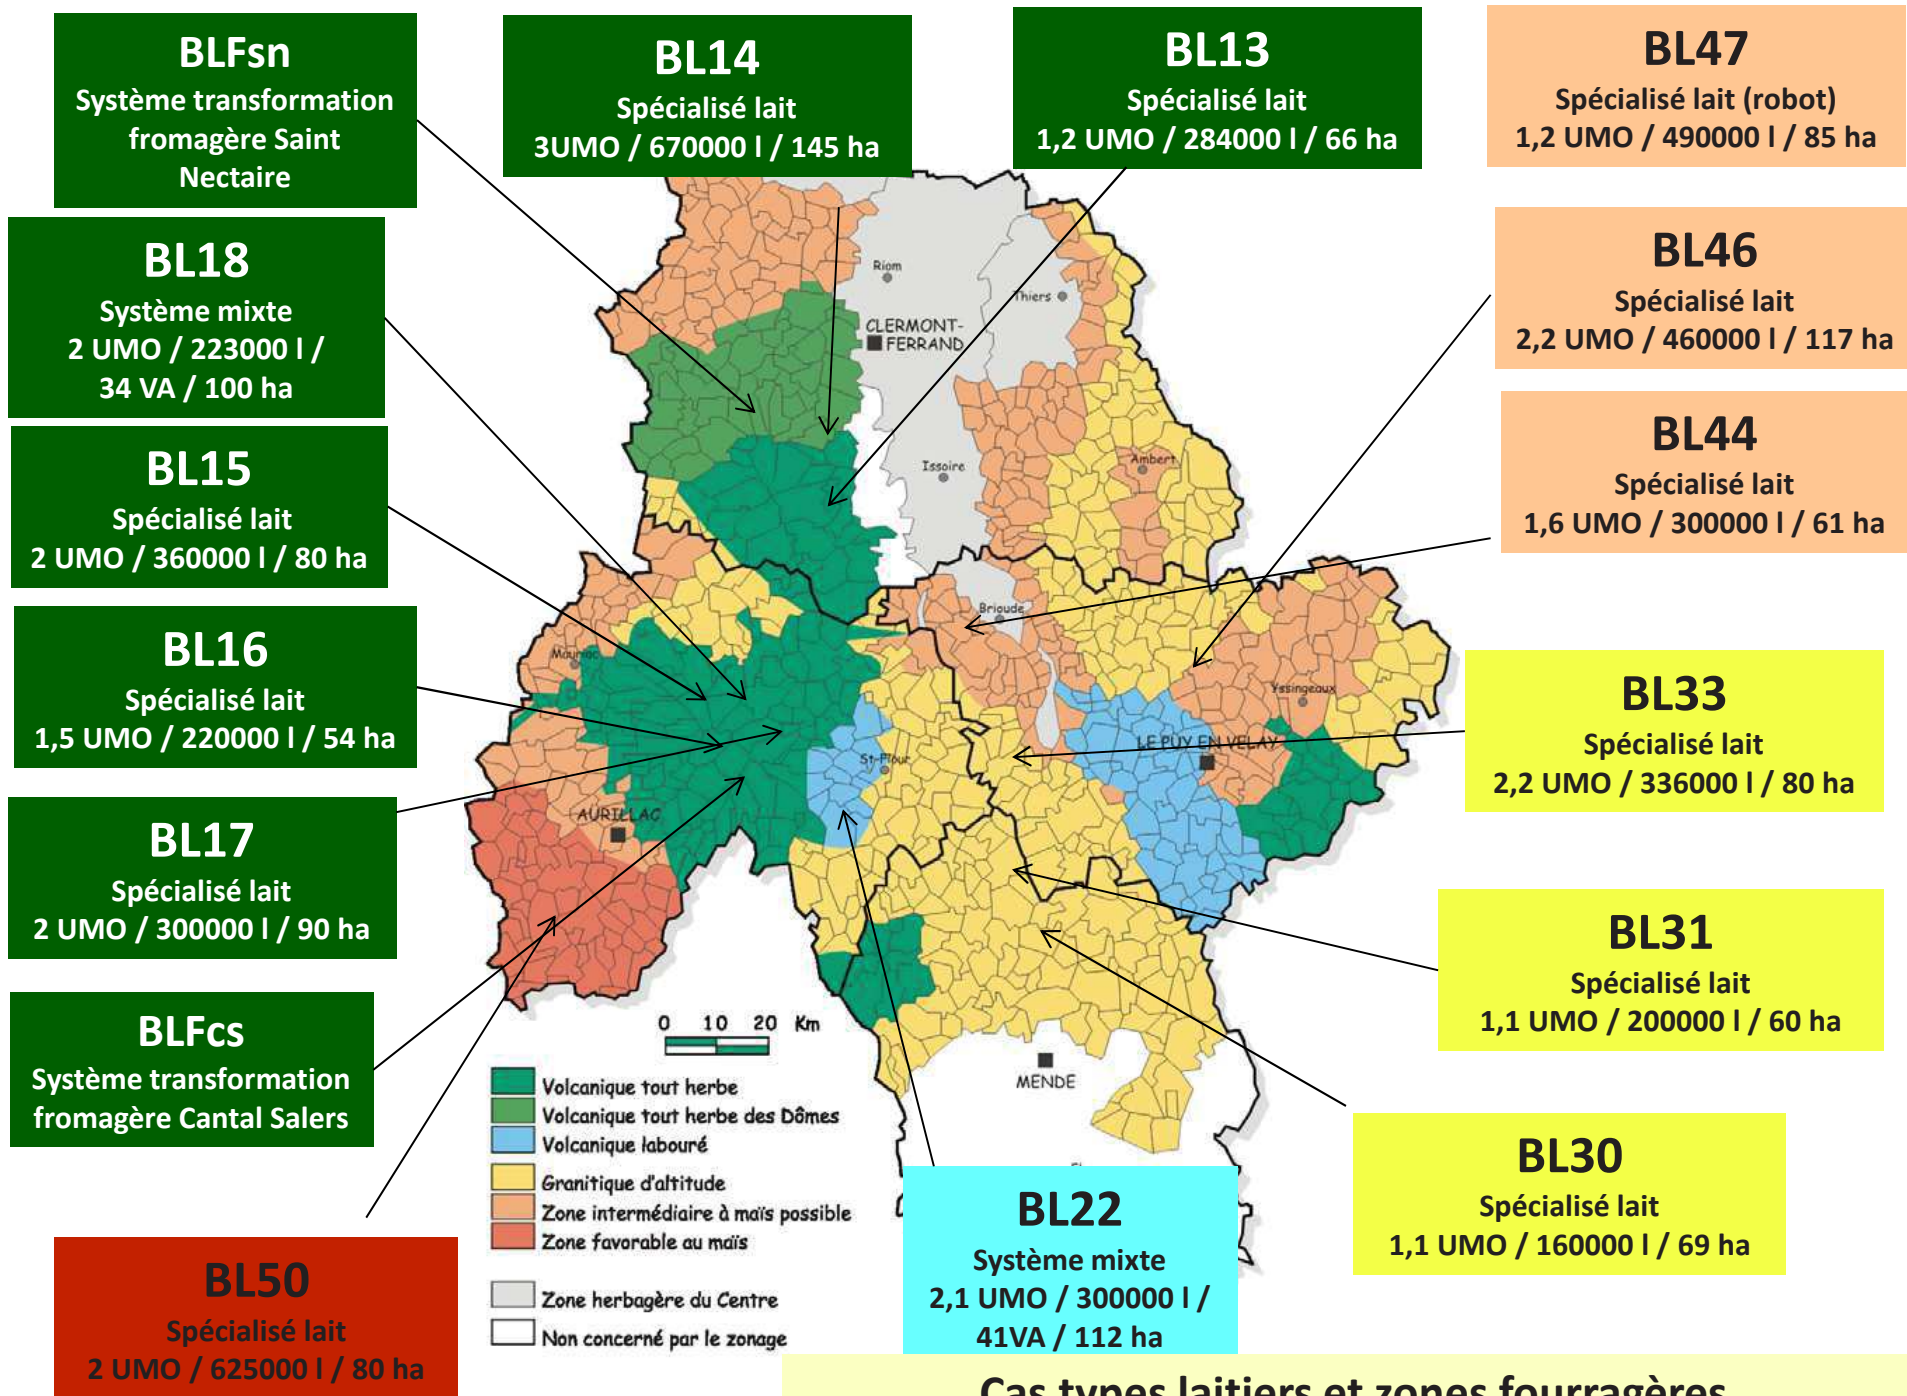 BLFsn
Système transformation
fromagère Saint
Nectaire
BL14
Spécialisé lait
3UMO / 670000 l / 145 ha
BL13
Spécialisé lait
1,2 UMO / 284000 l / 66 ha
BL47
Spécialisé lait (robot)
1,2 UMO / 490000 l / 85 ha
BL18
Système mixte
2 UMO / 223000 l /
34 VA / 100 ha
BL46
Spécialisé lait
2,2 UMO / 460000 l / 117 ha
BL15
Spécialisé lait
2 UMO / 360000 l / 80 ha
BL44
Spécialisé lait
1,6 UMO / 300000 l / 61 ha
BL16
Spécialisé lait
1,5 UMO / 220000 l / 54 ha
BL33
Spécialisé lait
2,2 UMO / 336000 l / 80 ha
BL17
Spécialisé lait
2 UMO / 300000 l / 90 ha
BL31
Spécialisé lait
1,1 UMO / 200000 l / 60 ha
BLFcs
Système transformation
fromagère Cantal Salers
BL30
Spécialisé lait
1,1 UMO / 160000 l / 69 ha
BL50
Spécialisé lait
2 UMO / 625000 l / 80 ha
BL22
Système mixte
2,1 UMO / 300000 l /
41VA / 112 ha
Riom
Thiers
CLERMONT-
FERRAND
Issoire
Ambert
Brioude
Mauriac
Yssingeaux
St-Flour
LE PUY EN VELAY
AURILLAC
MENDE
0 10 20 Km
Volcanique tout herbe
Volcanique tout herbe des Dômes
Volcanique labouré
Granitique d'altitude
Zone intermédiaire à maïs possible
Zone favorable au maïs
Zone herbagère du Centre
Non concerné par le zonage
Cas types laitiers et zones fourragères